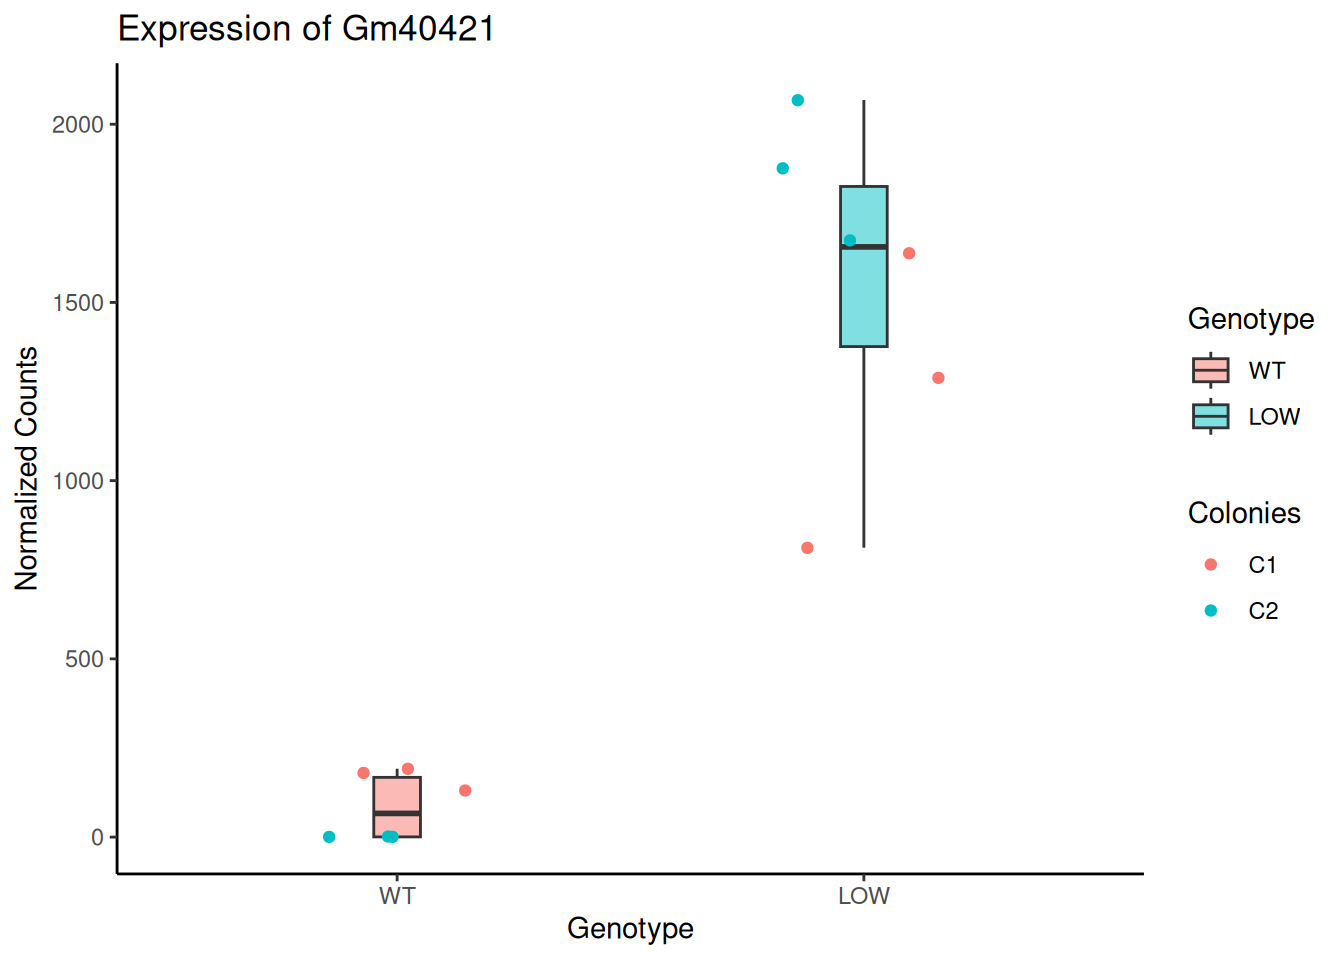 Expression of Gm40421
Normalized Counts
2000
1500
1000
500
0
WT
LOW
Genotype
Genotype
WT
LOW
Colonies
C1
C2